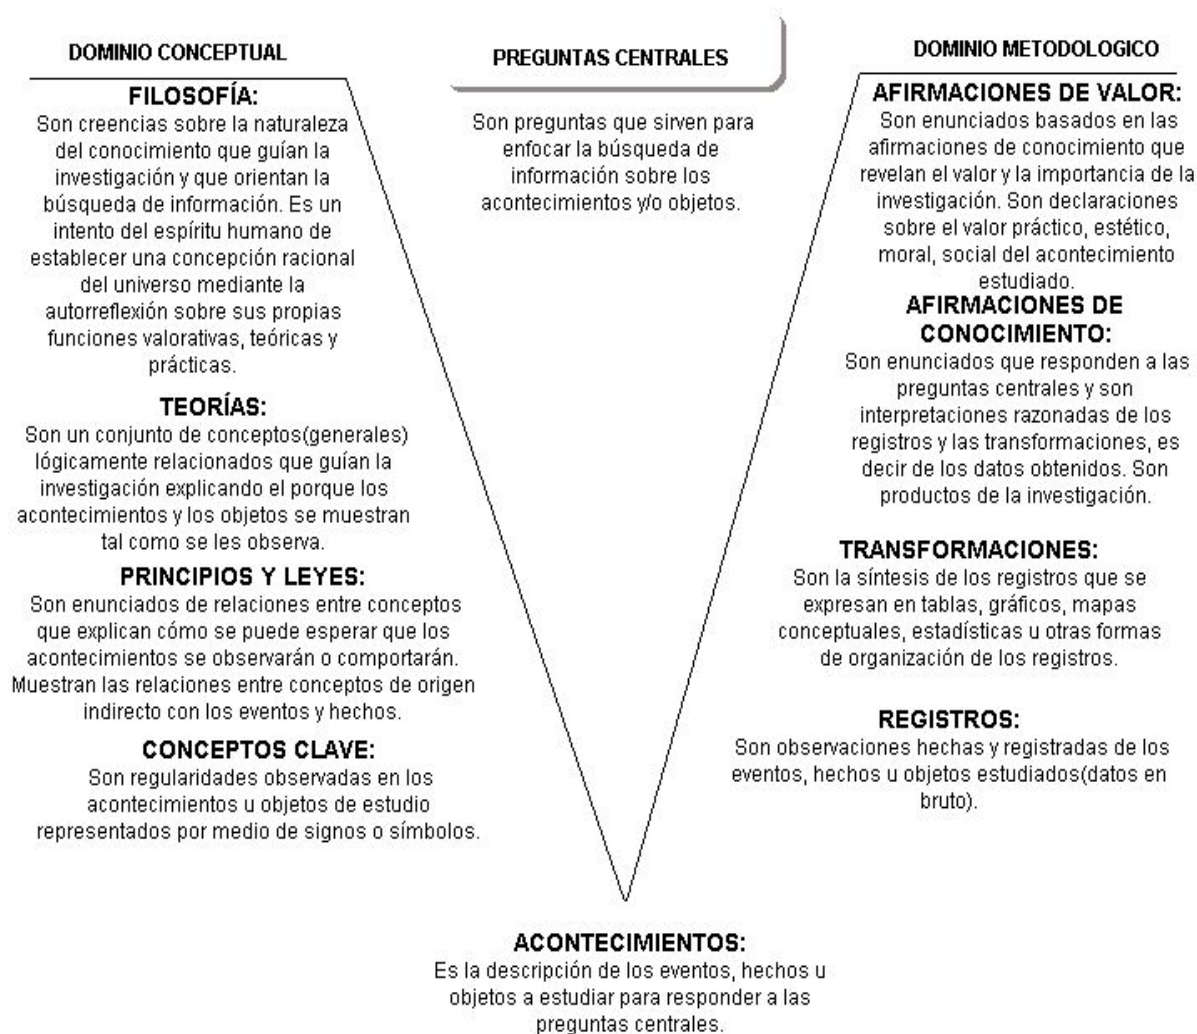 DOMINIO CONCEPTUAL
FILOSOFÍA:
Son creencias sobre la naturaleza
del conocimiento que guían la
investigación y que orientan la
búsqueda de información. Es un
intento del espíritu humano de
establecer una concepción racional
del universo mediante la
autorreflexión sobre sus propias
funciones valorativas, teóricas y
prácticas.
TEORÍAS:
Son un conjunto de conceptos(generales)
lógicamente relacionados que guían la
investigación explicando el porque los
acontecimientos y los objetos se muestran
tal como se les observa.
PRINCIPIOS Y LEYES:
Son enunciados de relaciones entre conceptos
que explican cómo se puede esperar que los
acontecimientos se observarán o comportarán.
Muestran las relaciones entre conceptos de origen
indirecto con los eventos y hechos.
CONCEPTOS CLAVE:
Son regularidades observadas en los
acontecimientos u objetos de estudio
representados por medio de signos o símbolos.
PREGUNTAS CENTRALES
Son preguntas que sirven para
enfocar la búsqueda de
información sobre los
acontecimientos y/o objetos.
DOMINIO METODOLOGICO
AFIRMACIONES DE VALOR:
Son enunciados basados en las
afirmaciones de conocimiento que
revelan el valor y la importancia de la
investigación. Son declaraciones
sobre el valor práctico, estético,
moral, social del acontecimiento
estudiado.
AFIRMACIONES DE
CONOCIMIENTO:
Son enunciados que responden a las
preguntas centrales y son
interpretaciones razonadas de los
registros y las transformaciones, es
decir de los datos obtenidos. Son
productos de la investigación.
TRANSFORMACIONES:
Son la síntesis de los registros que se
expresan en tablas, gráficos, mapas
conceptuales, estadísticas u otras formas
de organización de los registros.
REGISTROS:
Son observaciones hechas y registradas de los
eventos, hechos u objetos estudiados(datos en
bruto).
ACONTECIMIENTOS:
Es la descripción de los eventos, hechos u
objetos a estudiar para responder a las
preguntas centrales.